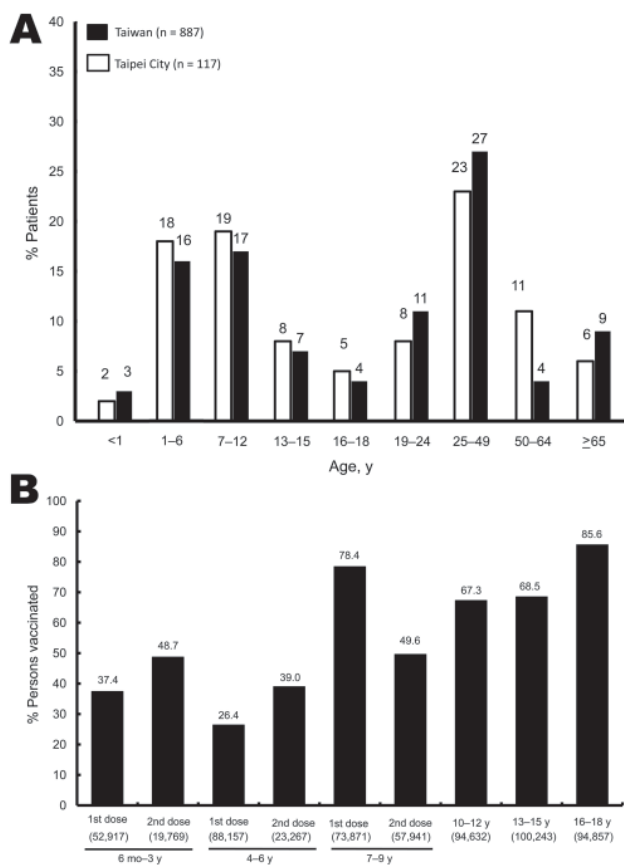 A
Taiwan (n = 887)
Taipei City (n = 117)
% Patients
40
35
30
25
20
15
10
5
0
2 3
18 16
19 17
8 7
5 4
8 11
23 27
11 4
6 9
<1 1–6 7–12 13–15 16–18 19–24 25–49 50–64 ≥65
Age, y
B
% Persons vaccinated
100
90
80
70
60
50
40
30
20
10
0
37.4 48.7 26.4 39.0 78.4 49.6 67.3 68.5 85.6
1st dose 2nd dose 1st dose 2nd dose 1st dose 2nd dose 10–12 y 13–15 y 16–18 y
(52,917) (19,769) (88,157) (23,267) (73,871) (57,941) (94,632) (100,243) (94,857)
6 mo–3 y 4–6 y 7–9 y